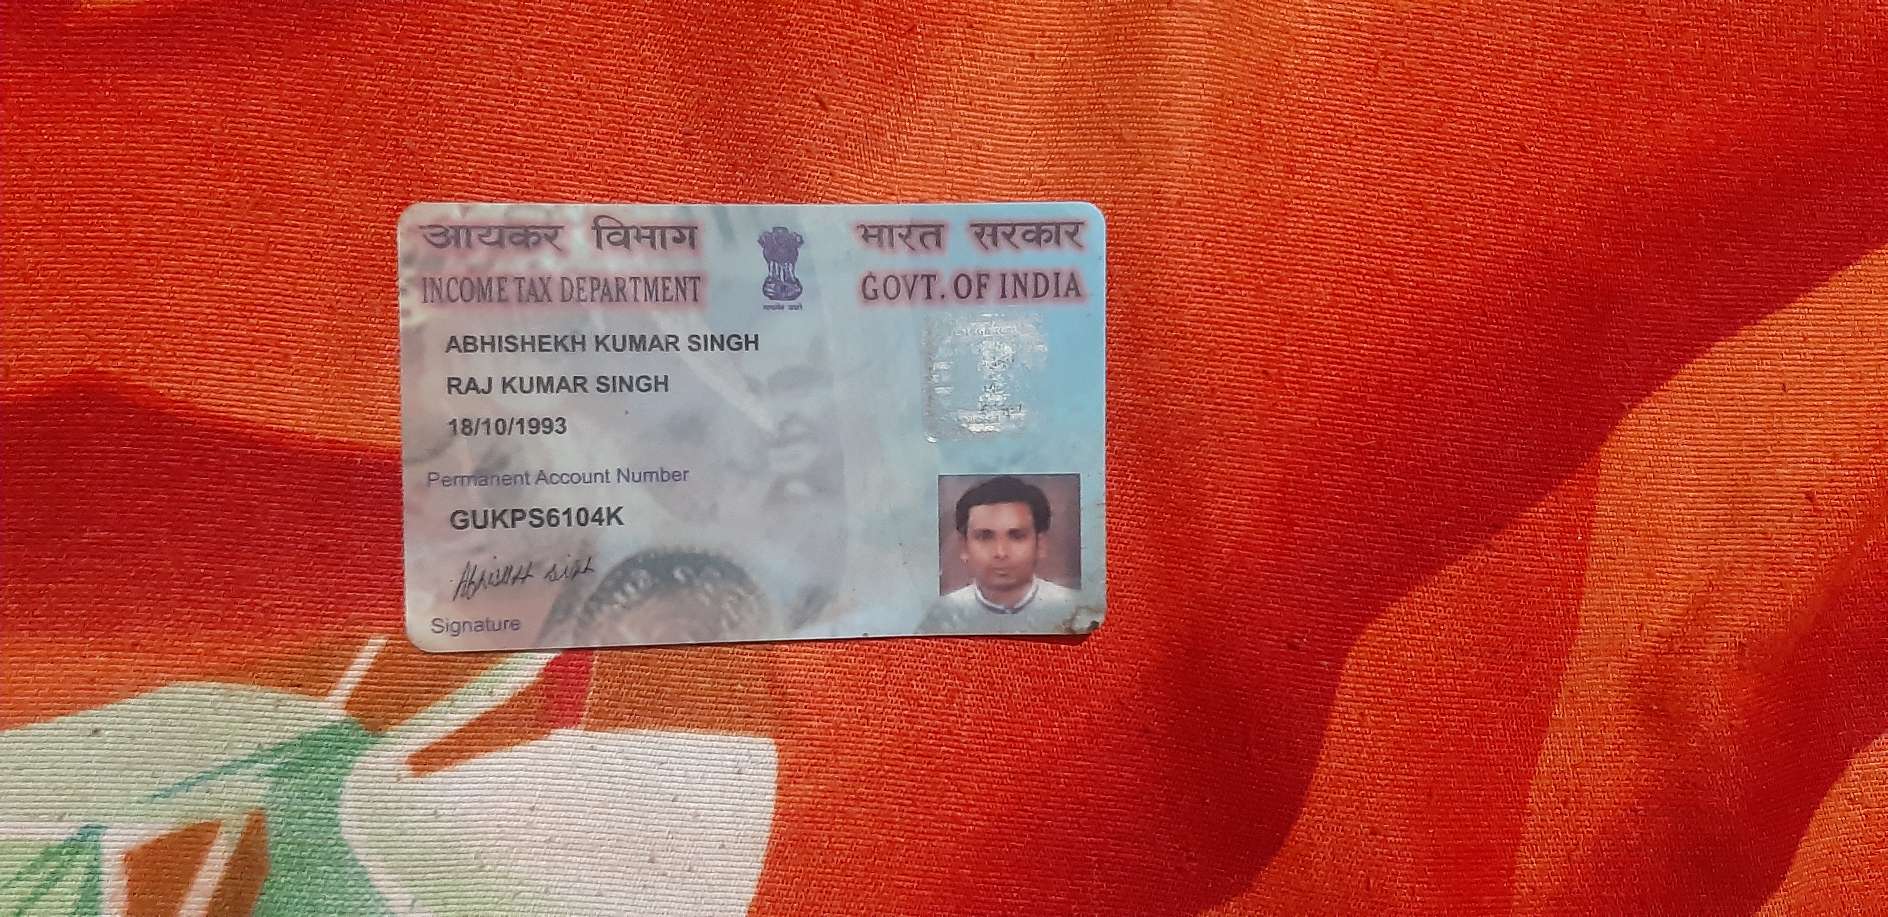 आयकर विभाग
INCOME TAX DEPARTMENT
भारत सरकार
GOVT. OF INDIA
ABHISHEKH KUMAR SINGH
RAJ KUMAR SINGH
18/10/1993
Permanent Account Number
GUKPS6104K
Signature